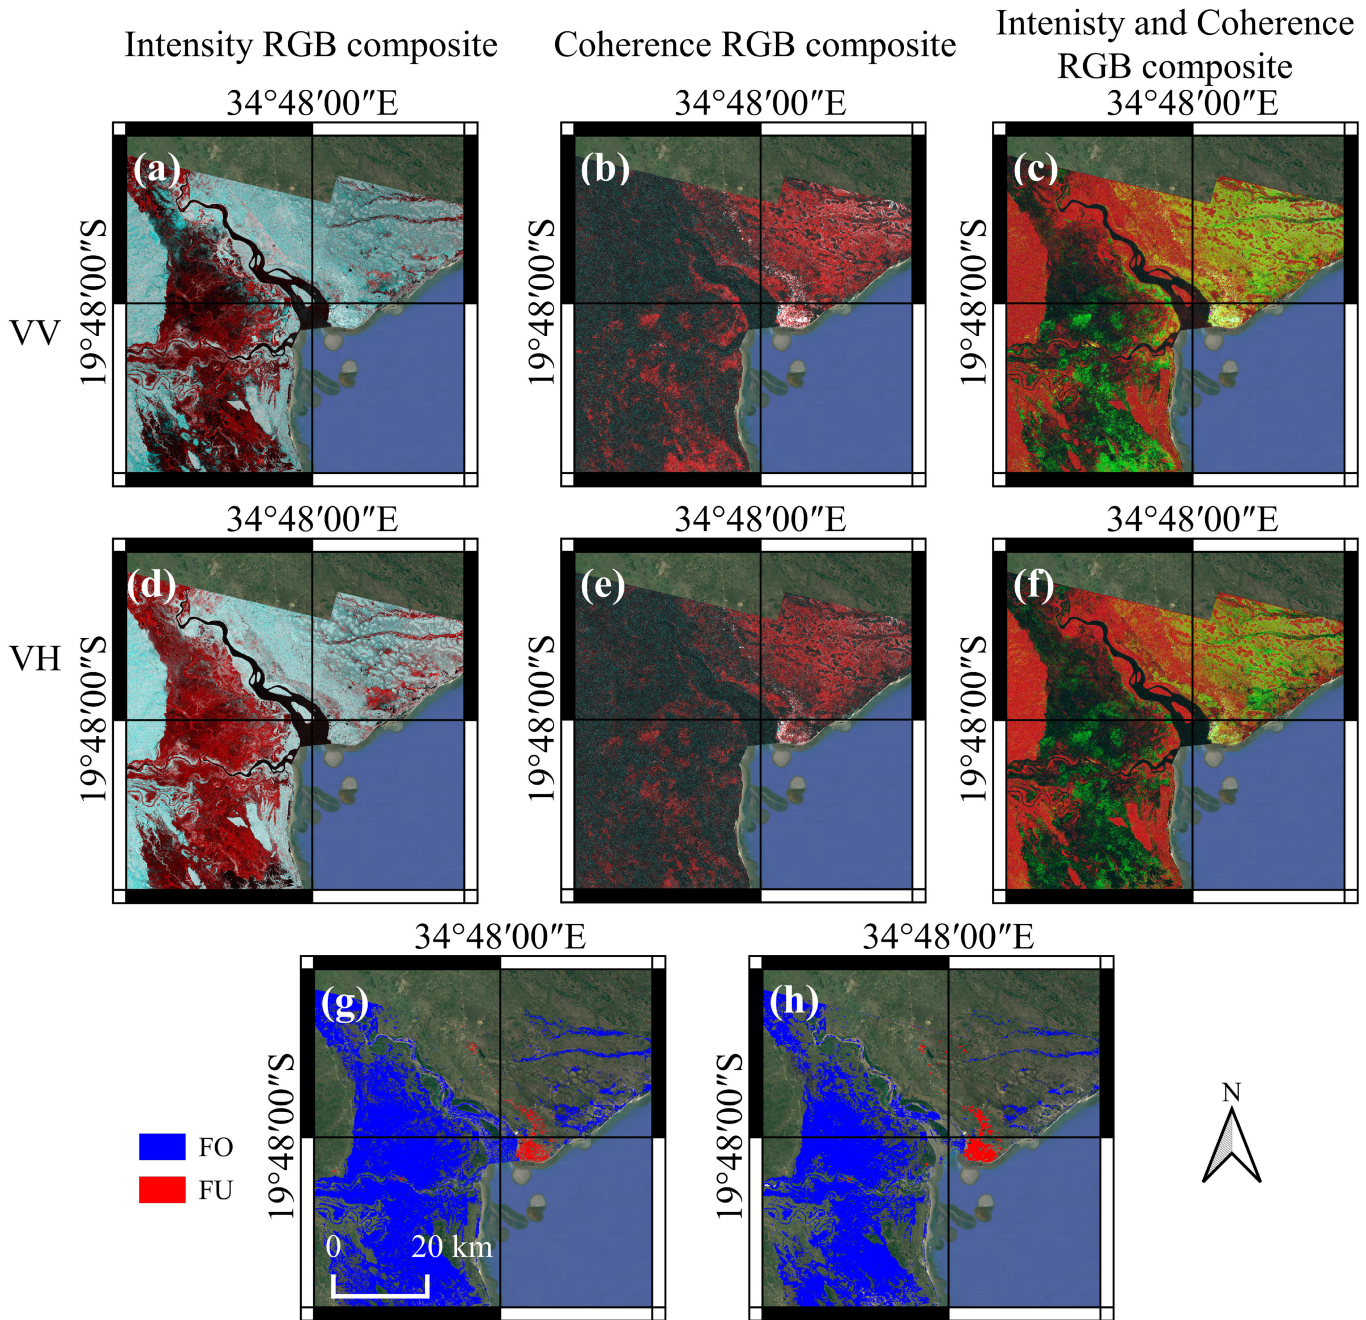 Intensity RGB composite
Coherence RGB composite
Intenisty and Coherence
RGB composite
34°48′00″E
34°48′00″E
34°48′00″E
VV
19°48′00″S
(a)
19°48′00″S
(b)
19°48′00″S
(c)
34°48′00″E
34°48′00″E
34°48′00″E
VH
19°48′00″S
(d)
19°48′00″S
(e)
19°48′00″S
(f)
34°48′00″E
34°48′00″E
FO
FU
19°48′00″S
(g)
0 20 km
19°48′00″S
(h)
N